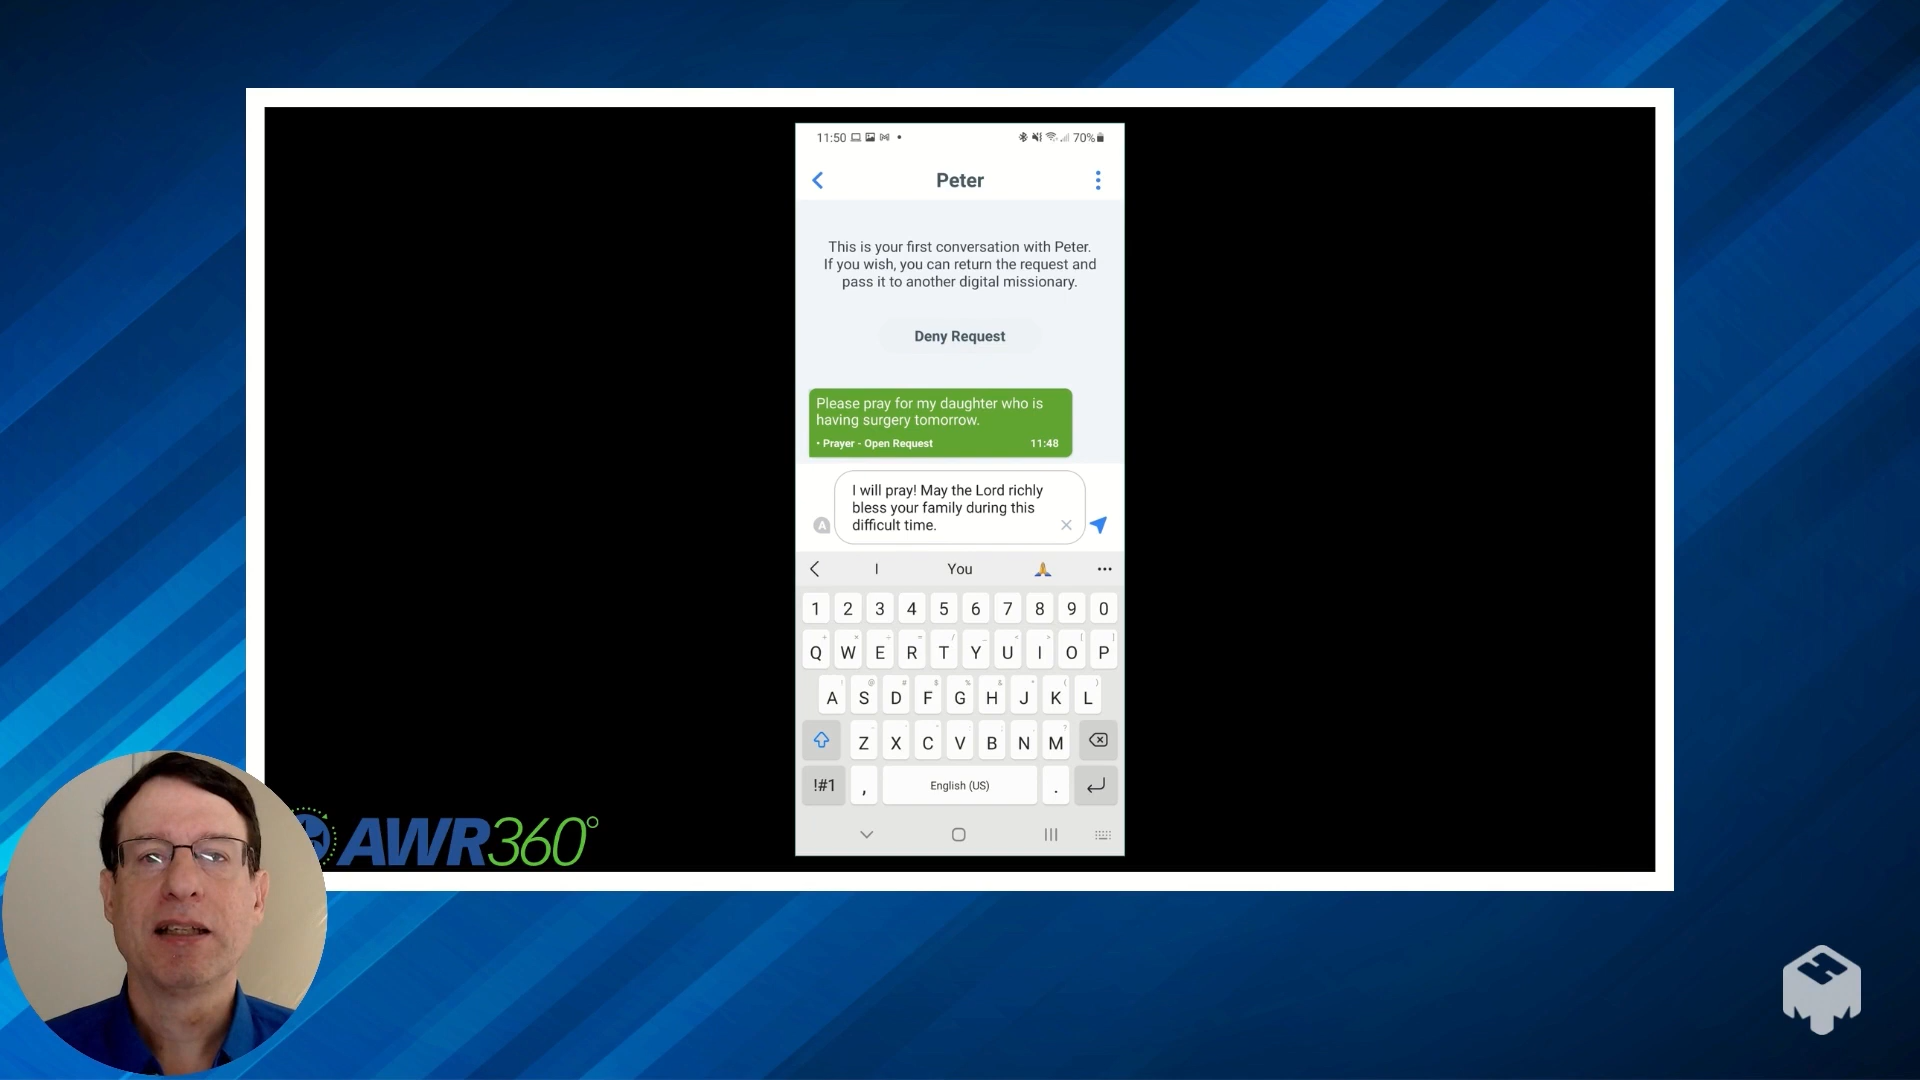 11:50
70%
Peter
This is your first conversation with Peter.
If you wish, you can return the request and
pass it to another digital missionary.
Deny Request
Please pray for my daughter who is
having surgery tomorrow.
• Prayer - Open Request 11:48
I will pray! May the Lord richly
bless your family during this
difficult time.
A
I You 🙏 •••
1 2 3 4 5 6 7 8 9 0
Q W E R T Y U I O P
A S D F G H J K L
Z X C V B N M
!#1 , English (US) .
AWR360°